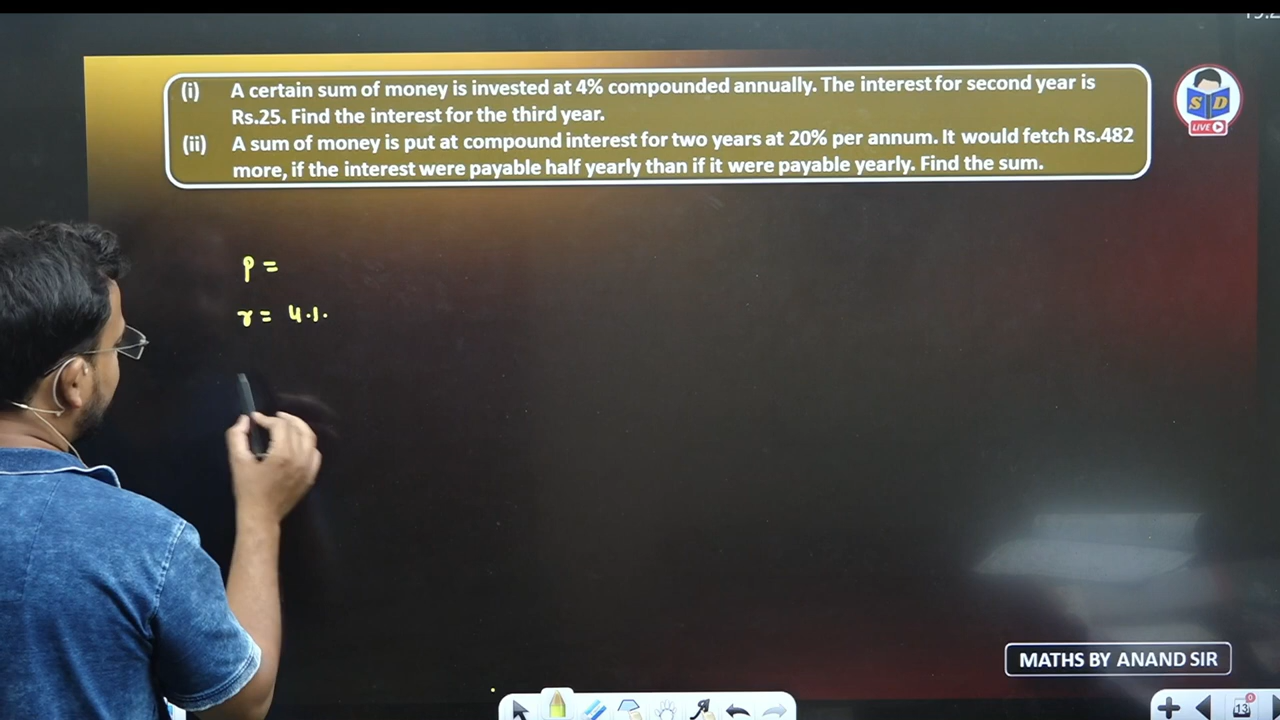 (i) A certain sum of money is invested at 4% compounded annually. The interest for second year is
Rs.25. Find the interest for the third year.
(ii) A sum of money is put at compound interest for two years at 20% per annum. It would fetch Rs.482
more, if the interest were payable half yearly than if it were payable yearly. Find the sum.
S D
LIVE
P =
r = 4.1.
MATHS BY ANAND SIR
13
0